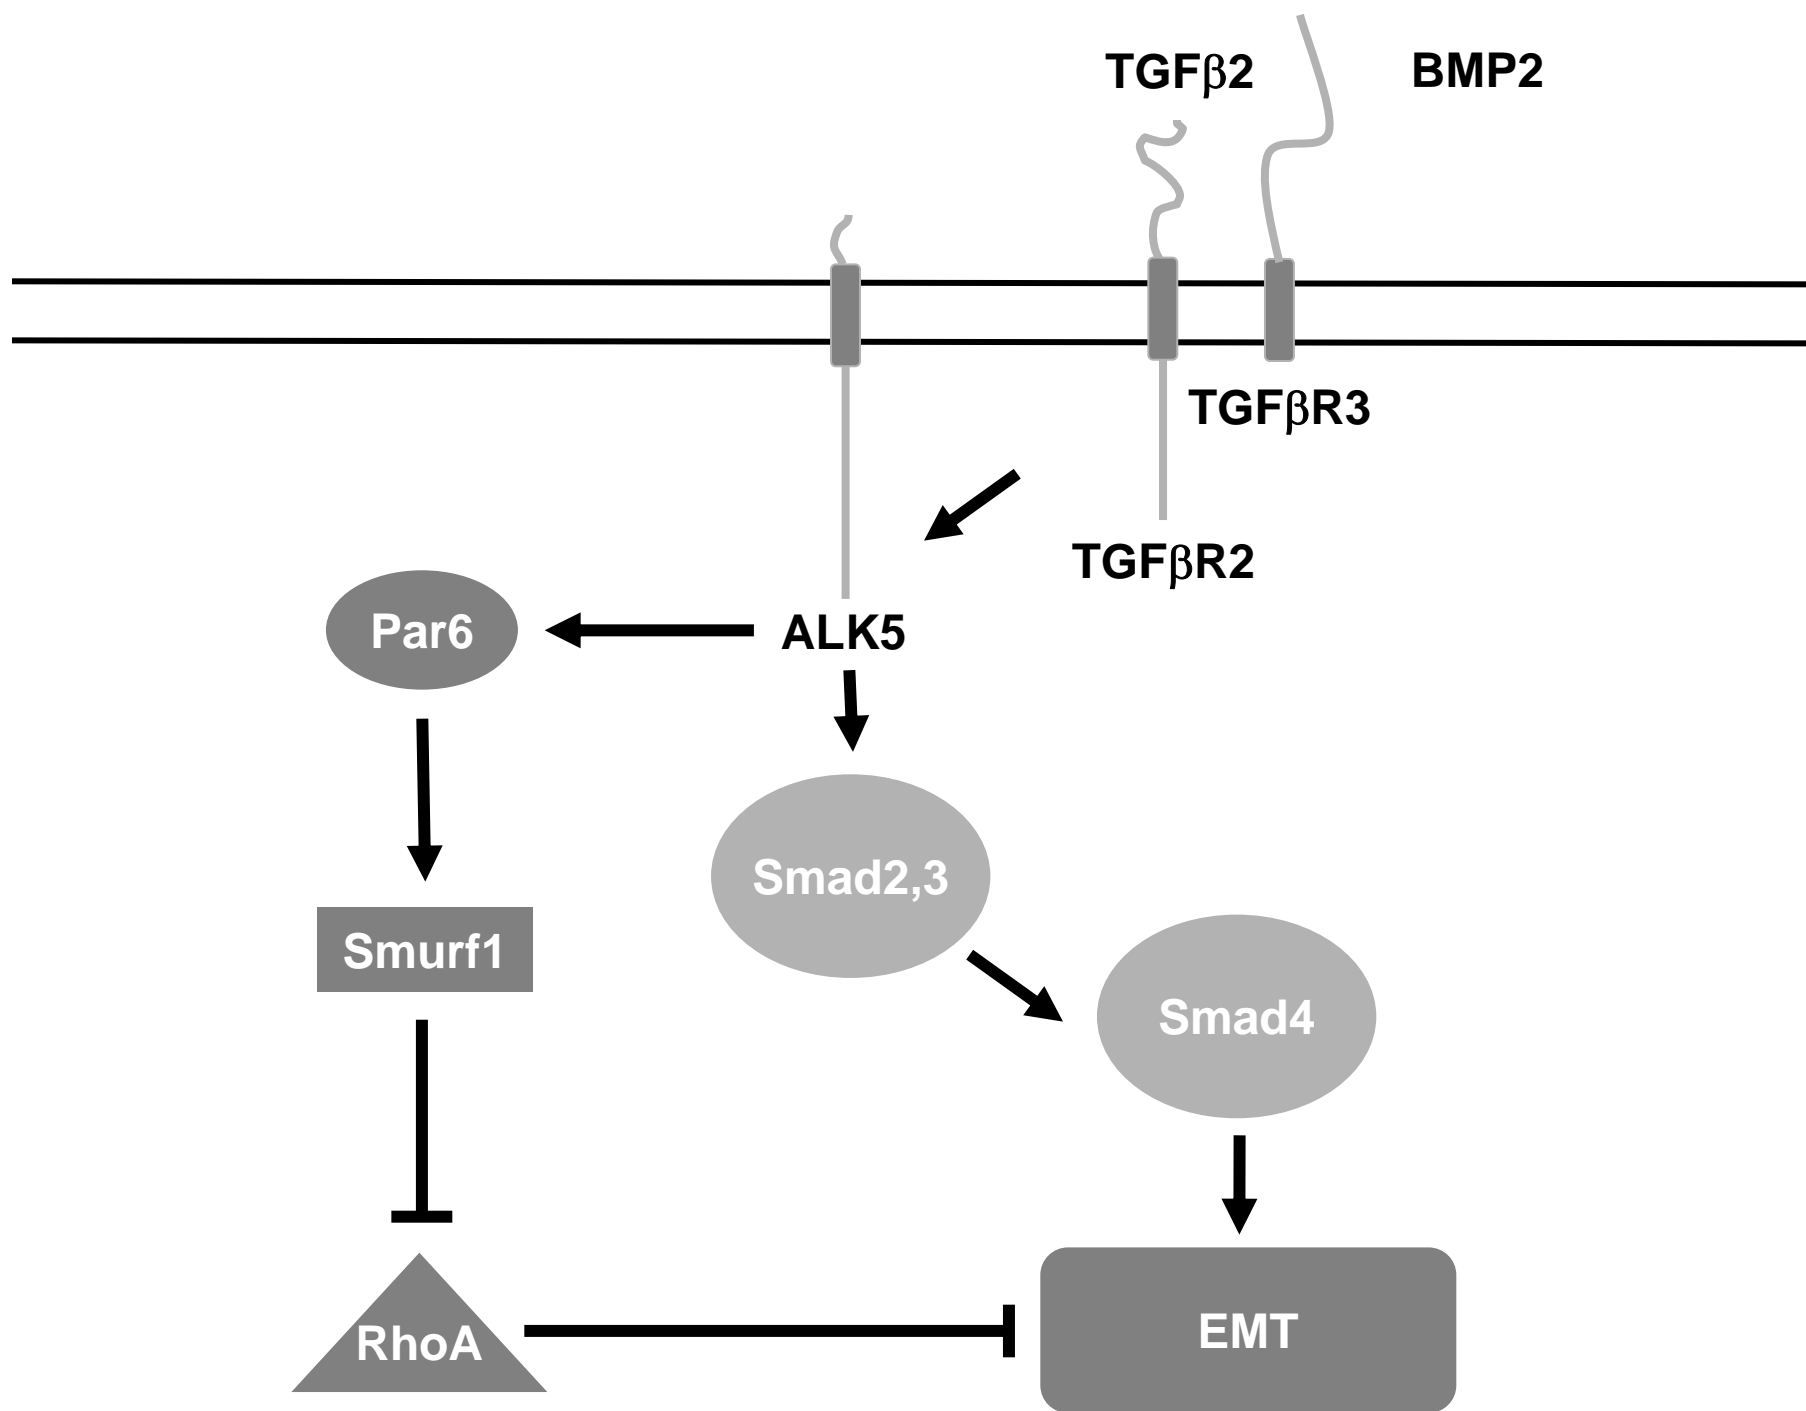 TGFβ2
BMP2
TGFβR3
TGFβR2
Par6
ALK5
Smad2,3
Smurf1
Smad4
RhoA
EMT